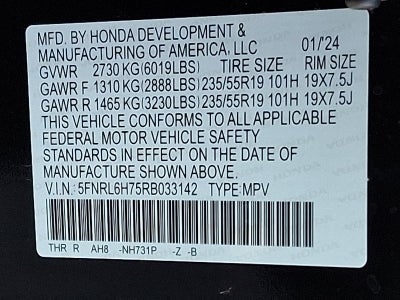 MFD. BY HONDA DEVELOPMENT &
MANUFACTURING OF AMERICA, LLC 01/'24
GVWR 2730 KG(6019LBS) TIRE SIZE RIM SIZE
GAWR F 1310 KG(2888LBS) 235/55R19 101H 19X7.5J
GAWR R 1465 KG(3230LBS) 235/55R19 101H 19X7.5J
THIS VEHICLE CONFORMS TO ALL APPLICABLE
FEDERAL MOTOR VEHICLE SAFETY
STANDARDS IN EFFECT ON THE DATE OF
MANUFACTURE SHOWN ABOVE.
V.I.N: 5FNRL6H75RB033142 TYPE:MPV
THR R AH8 -NH731P -Z -B